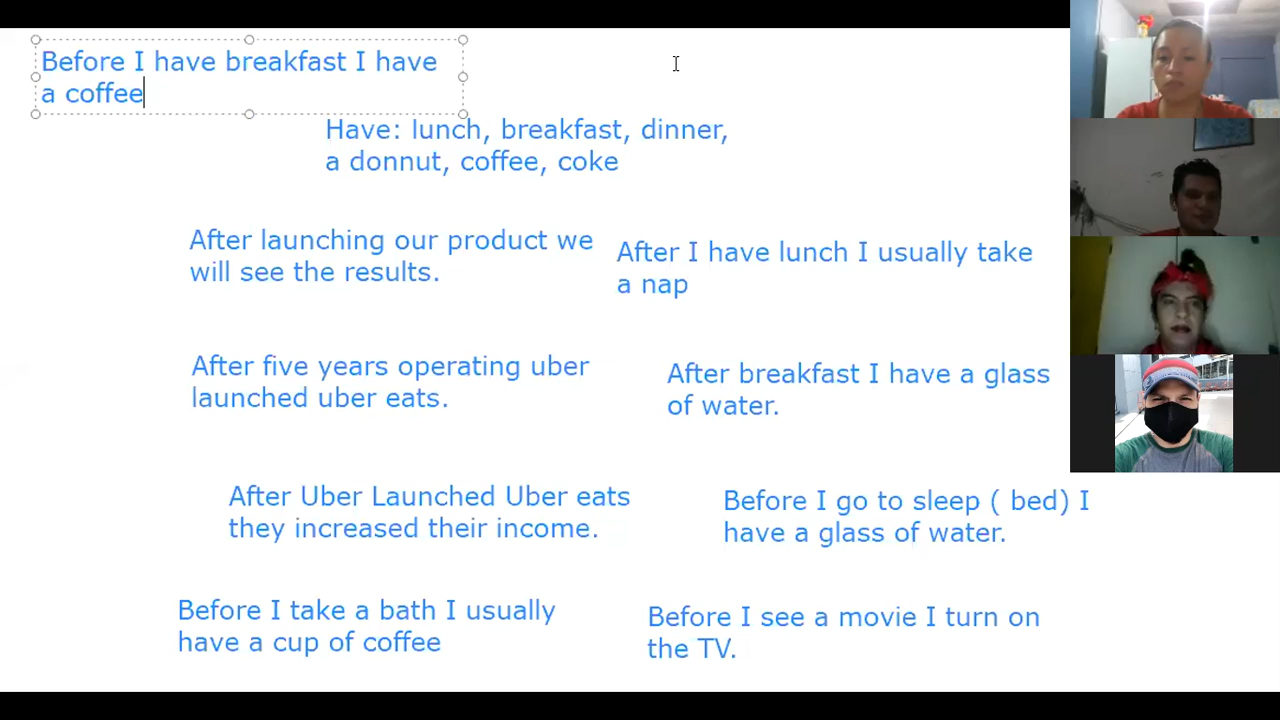 Before I have breakfast I have
a coffee
Have: lunch, breakfast, dinner,
a donnut, coffee, coke
After launching our product we
will see the results.
After I have lunch I usually take
a nap
After five years operating uber
launched uber eats.
After breakfast I have a glass
of water.
After Uber Launched Uber eats
they increased their income.
Before I go to sleep ( bed) I
have a glass of water.
Before I take a bath I usually
have a cup of coffee
Before I see a movie I turn on
the TV.